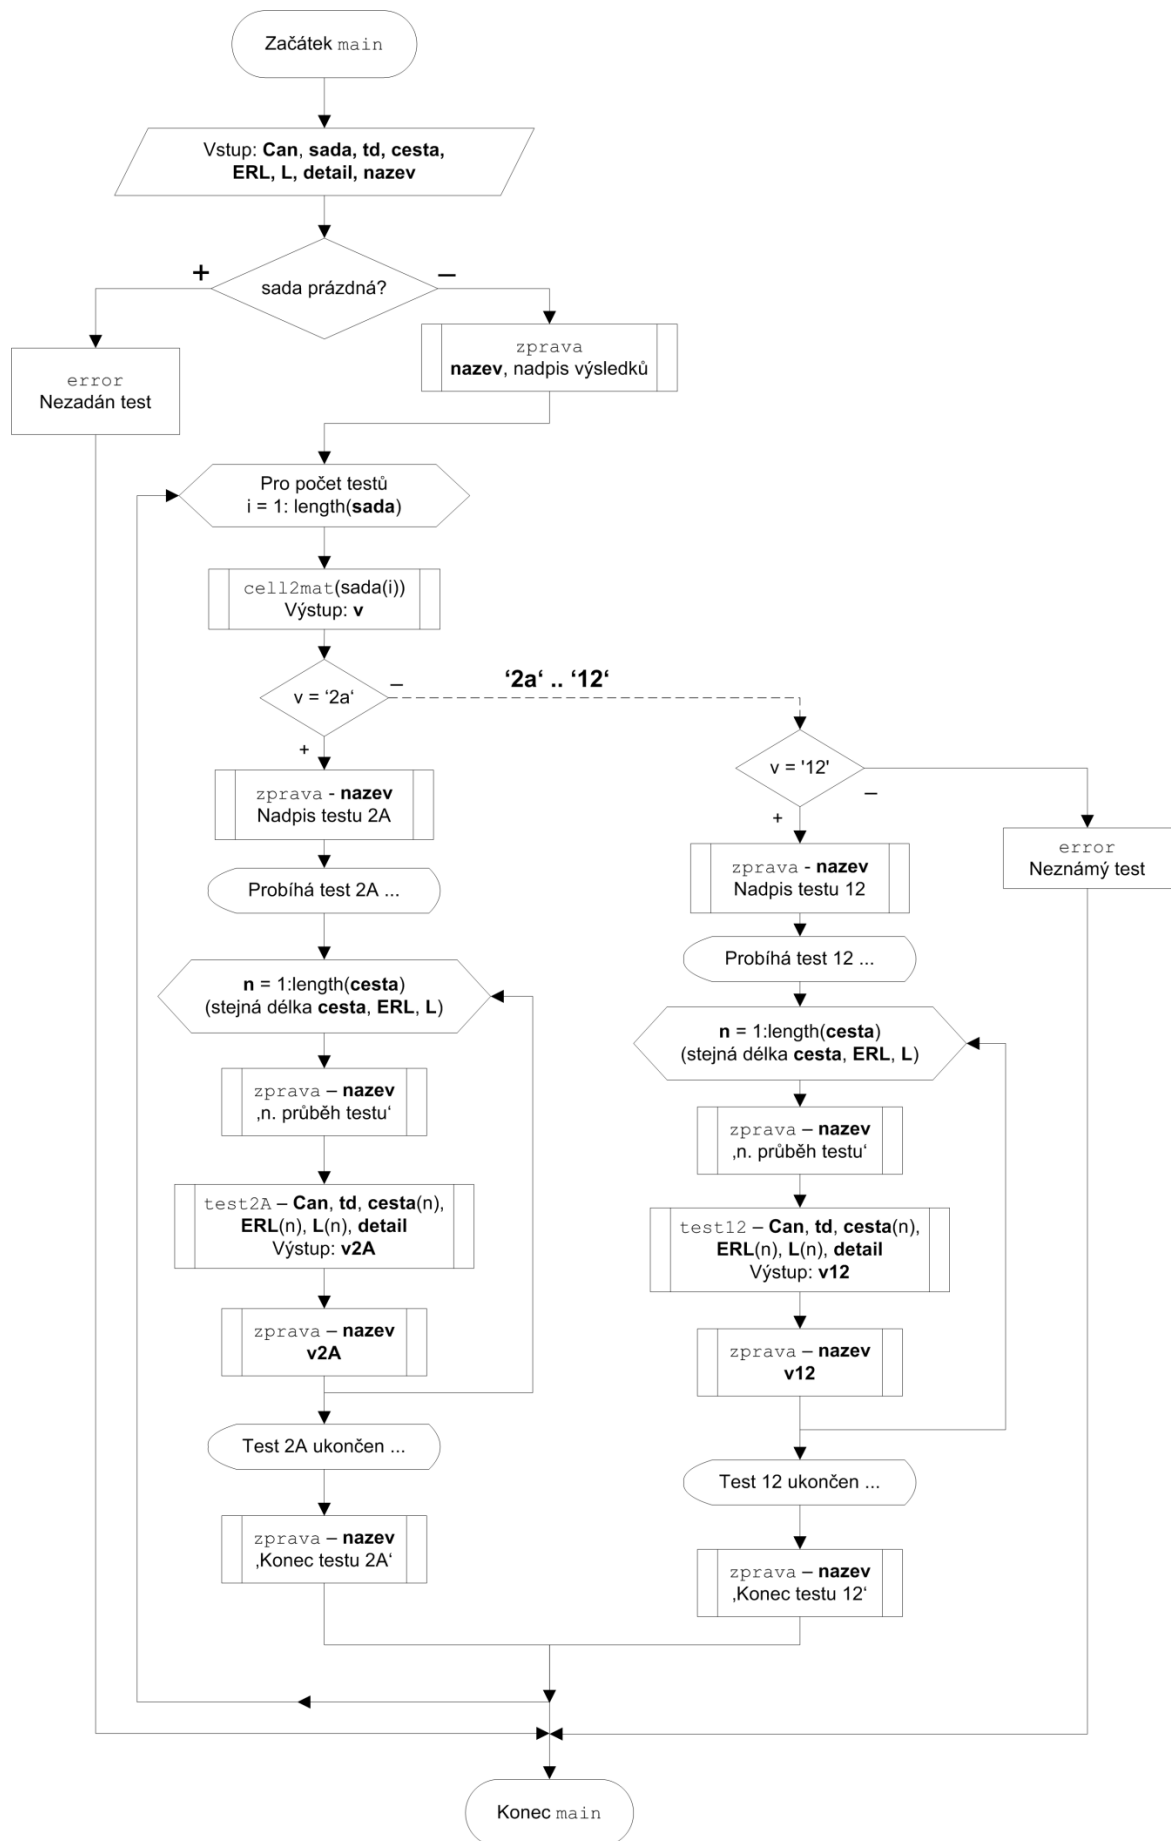 Začátek main
Vstup: Can, sada, td, cesta,
ERL, L, detail, nazev
+
–
sada prázdná?
zprava
nazev, nadpis výsledků
error
Nezadán test
Pro počet testů
i = 1: length(sada)
cell2mat(sada(i))
Výstup: v
v = ‘2a‘
–
‘2a‘ .. ‘12‘
+
v = '12'
–
+
zprava - nazev
Nadpis testu 2A
error
Neznámý test
zprava - nazev
Nadpis testu 12
Probíhá test 2A ...
Probíhá test 12 ...
n = 1:length(cesta)
(stejná délka cesta, ERL, L)
n = 1:length(cesta)
(stejná délka cesta, ERL, L)
zprava – nazev
‚n. průběh testu‘
zprava – nazev
‚n. průběh testu‘
test2A – Can, td, cesta(n),
ERL(n), L(n), detail
Výstup: v2A
test12 – Can, td, cesta(n),
ERL(n), L(n), detail
Výstup: v12
zprava – nazev
v2A
zprava – nazev
v12
Test 2A ukončen ...
Test 12 ukončen ...
zprava – nazev
‚Konec testu 2A‘
zprava – nazev
‚Konec testu 12‘
Konec main